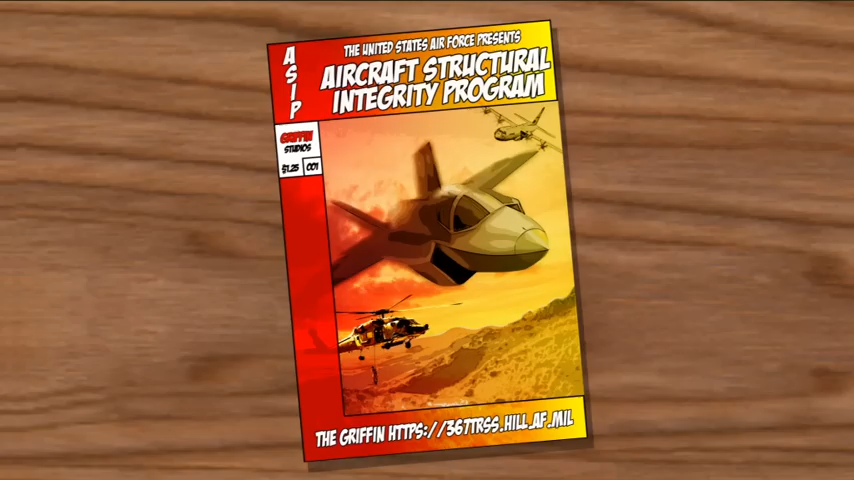 ASIP
THE UNITED STATES AIR FORCE PRESENTS
AIRCRAFT STRUCTURAL
INTEGRITY PROGRAM
GRIFFIN
STUDIOS
$1.25
001
THE GRIFFIN HTTPS://367TRSS.HILL.AF.MIL